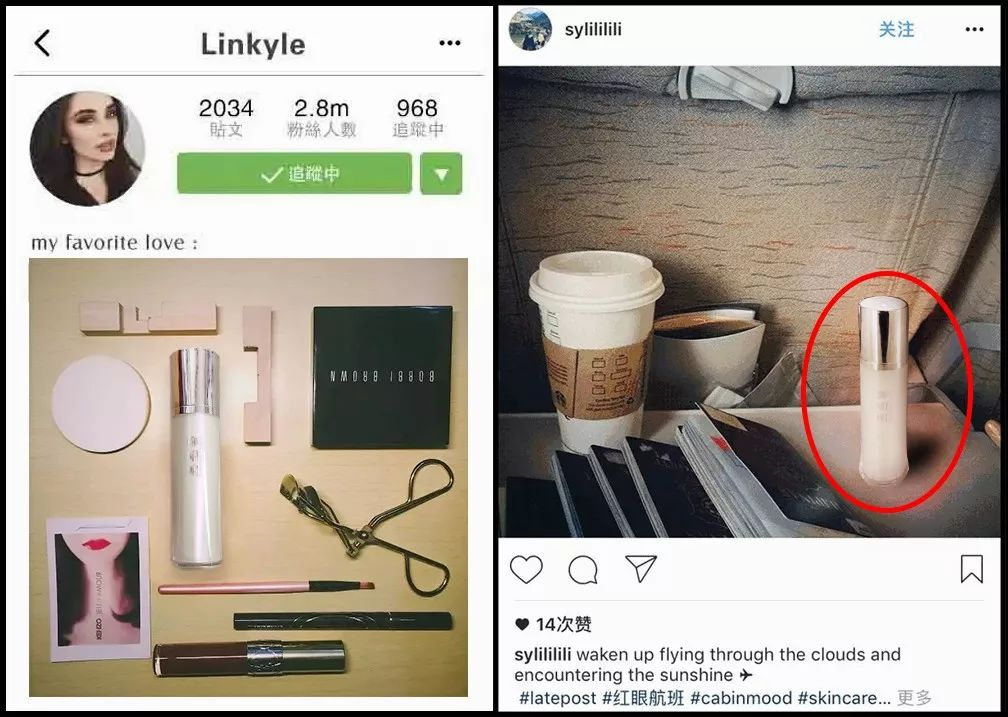 Linkyle
2034 2.8m 968
貼文 粉絲人數 追蹤中
追蹤中
my favorite love :
BOBBI BROWN
KENZO
sylililili
关注
14次赞
sylililili waken up flying through the clouds and
encountering the sunshine ✈
#latepost #红眼航班 #cabinmood #skincare... 更多